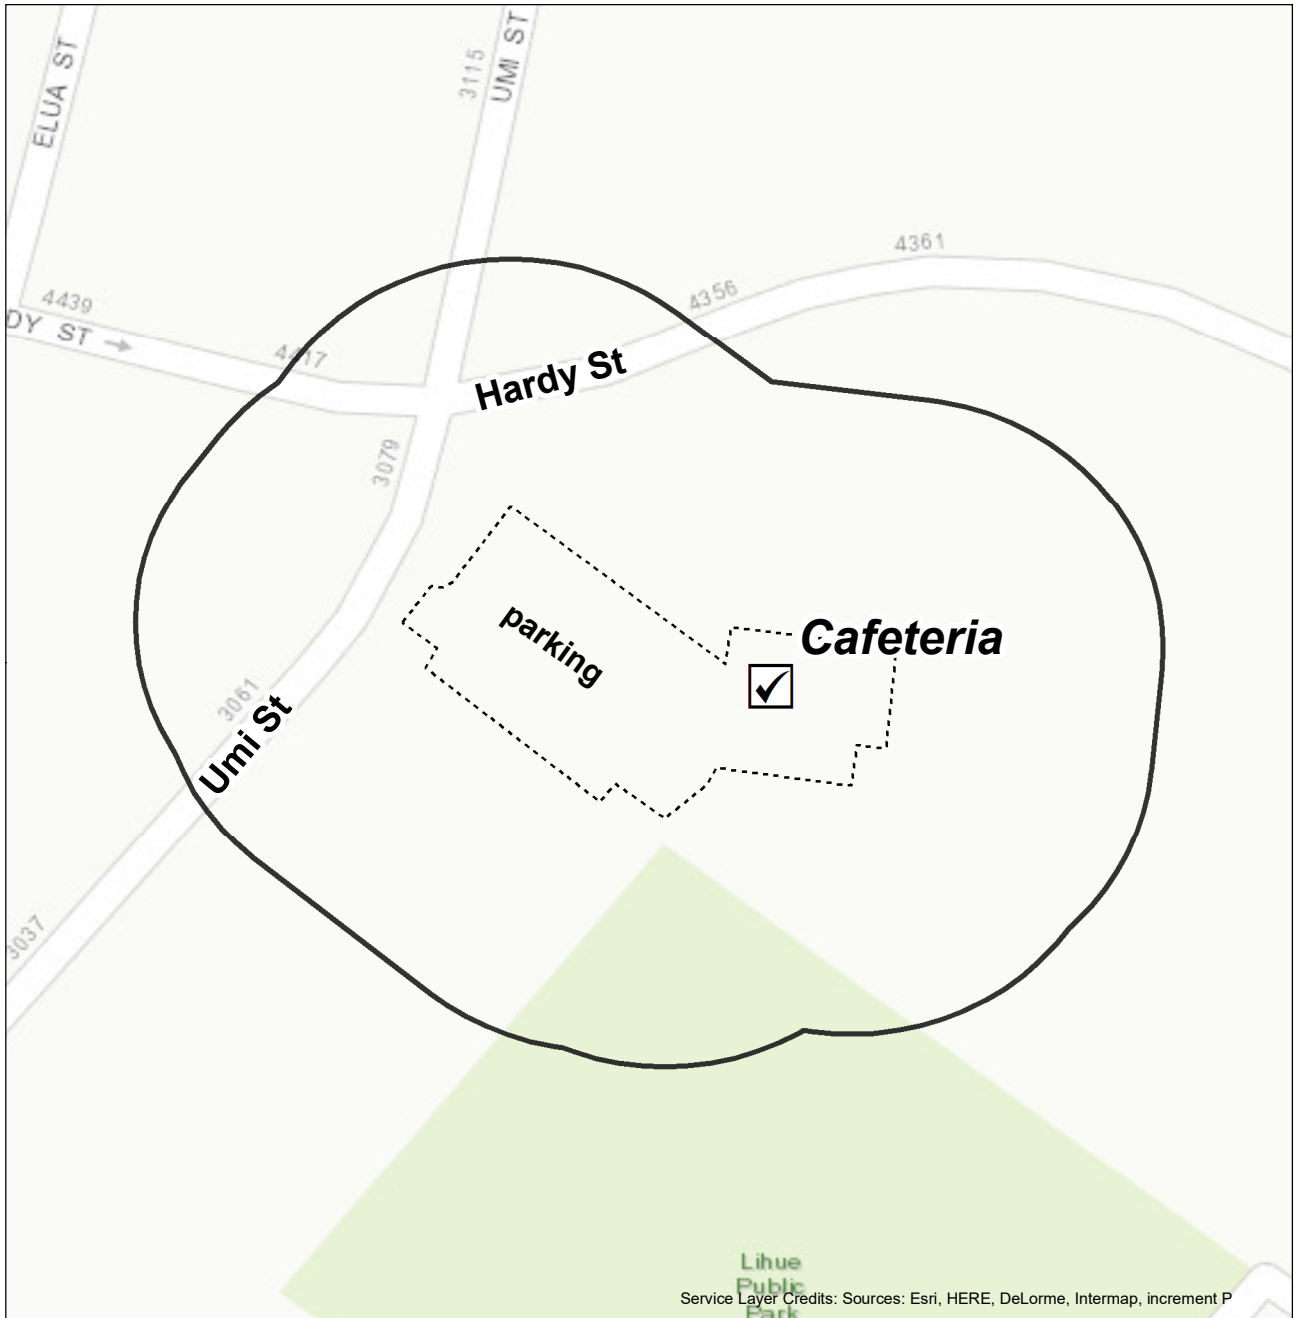 ELUA ST
3115
UMI ST
4361
4356
4439
DY ST →
4417
Hardy St
3079
parking
Cafeteria
3061
Umi St
3037
Lihue
Public
Park
Service Layer Credits: Sources: Esri, HERE, DeLorme, Intermap, increment P